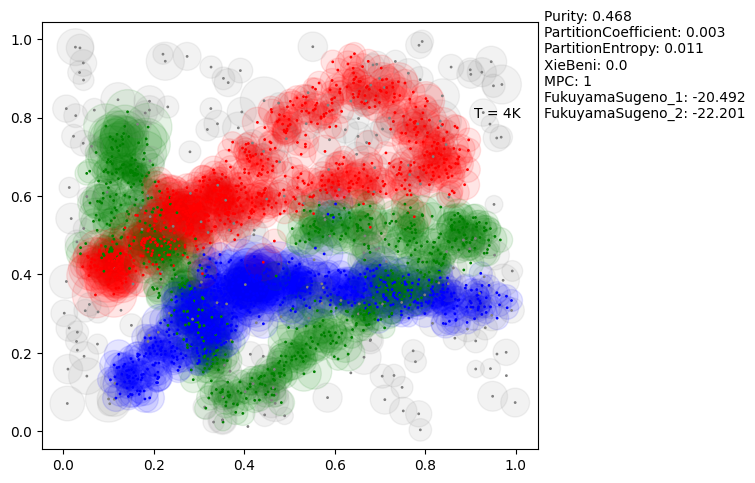 Purity: 0.468
PartitionCoefficient: 0.003
PartitionEntropy: 0.011
XieBeni: 0.0
MPC: 1
FukuyamaSugeno_1: -20.492
FukuyamaSugeno_2: -22.201
T = 4K
1.0
0.8
0.6
0.4
0.2
0.0
0.0 0.2 0.4 0.6 0.8 1.0